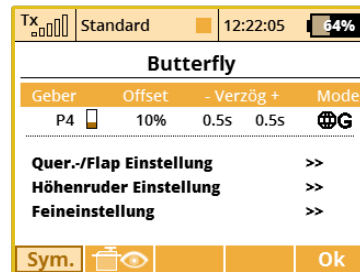 Tx Standard 12:22:05 64%
Butterfly
Geber Offset - Verzög + Mode
P4 10% 0.5s 0.5s G
Quer.-/Flap Einstellung >>
Höhenruder Einstellung >>
Feineinstellung >>
Sym. Ok